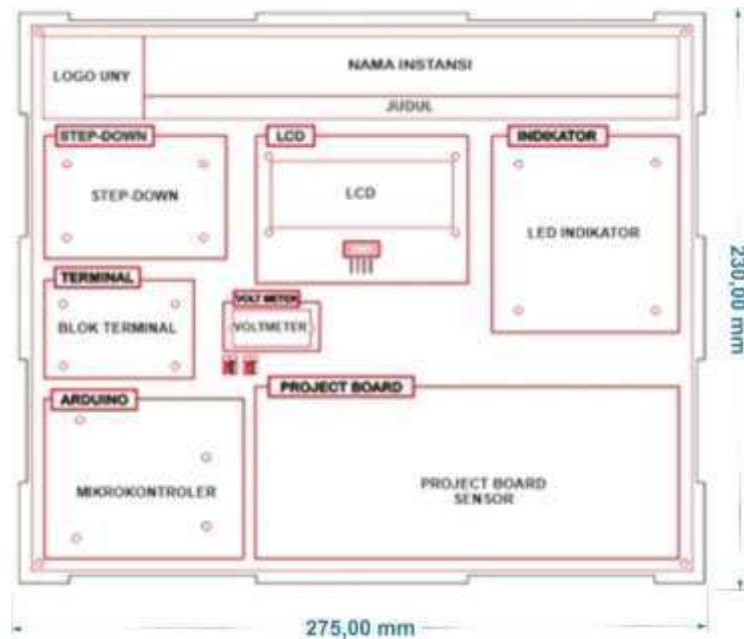 NAMA INSTANSI
LOGO UNY
JUDUL
STEP-DOWN
LCD
INDIKATOR
STEP-DOWN
LCD
LED INDIKATOR
TERMINAL
BLOK TERMINAL
VOLT METER
VOLTMETER
ARDUINO
PROJECT BOARD
MIKROKONTROLER
PROJECT BOARD
SENSOR
230,00 mm
275,00 mm